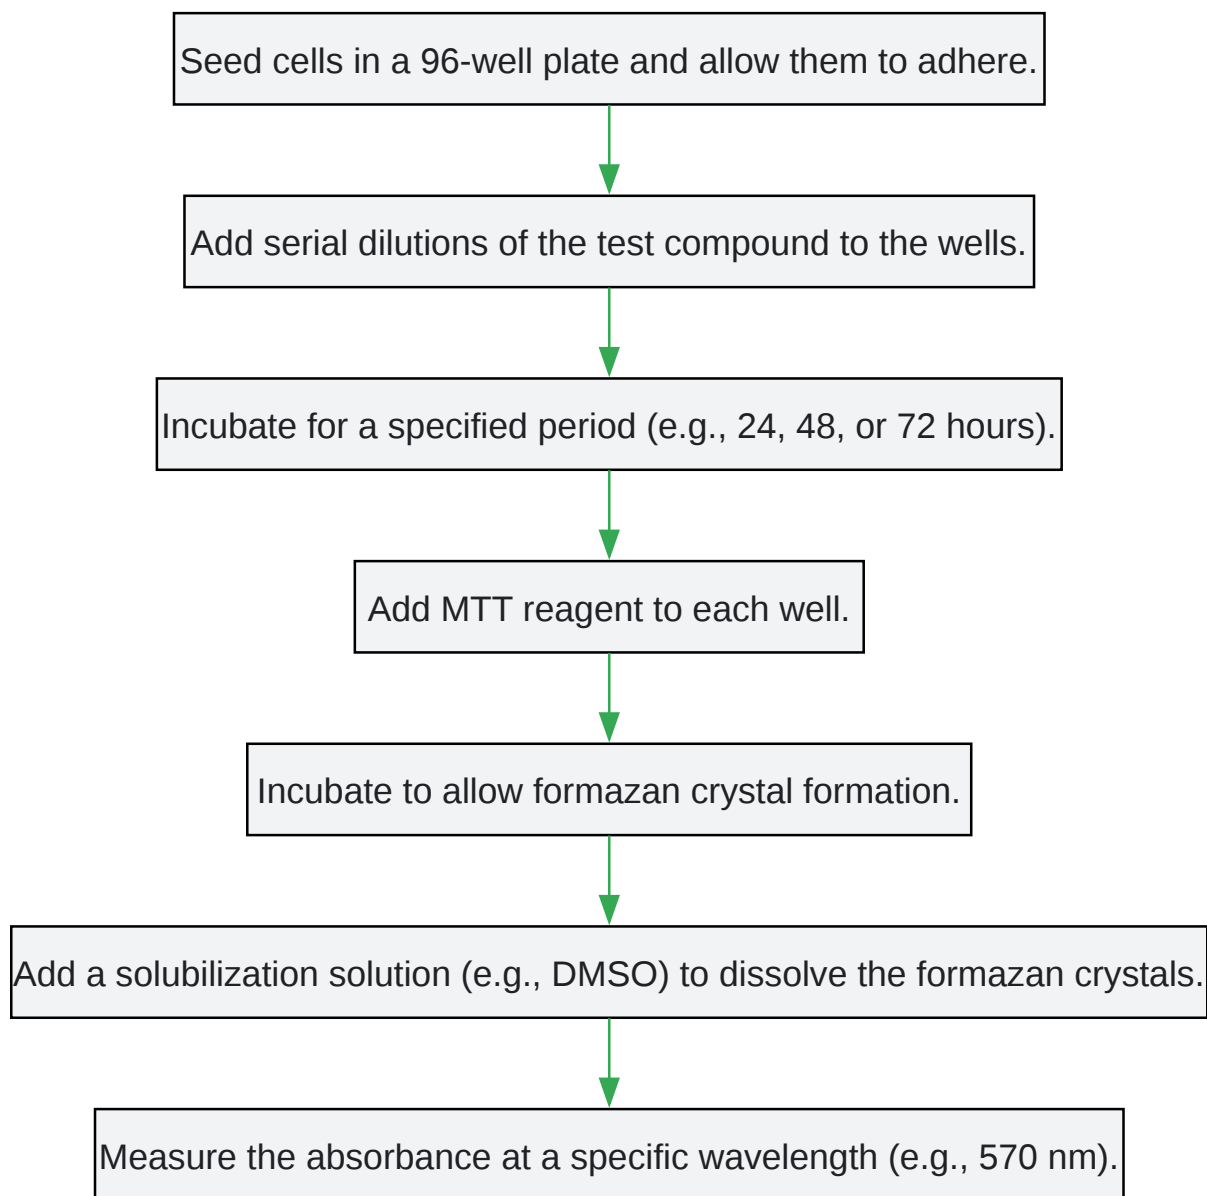 Seed cells in a 96-well plate and allow them to adhere.
Add serial dilutions of the test compound to the wells.
Incubate for a specified period (e.g., 24, 48, or 72 hours).
Add MTT reagent to each well.
Incubate to allow formazan crystal formation.
Add a solubilization solution (e.g., DMSO) to dissolve the formazan crystals.
Measure the absorbance at a specific wavelength (e.g., 570 nm).